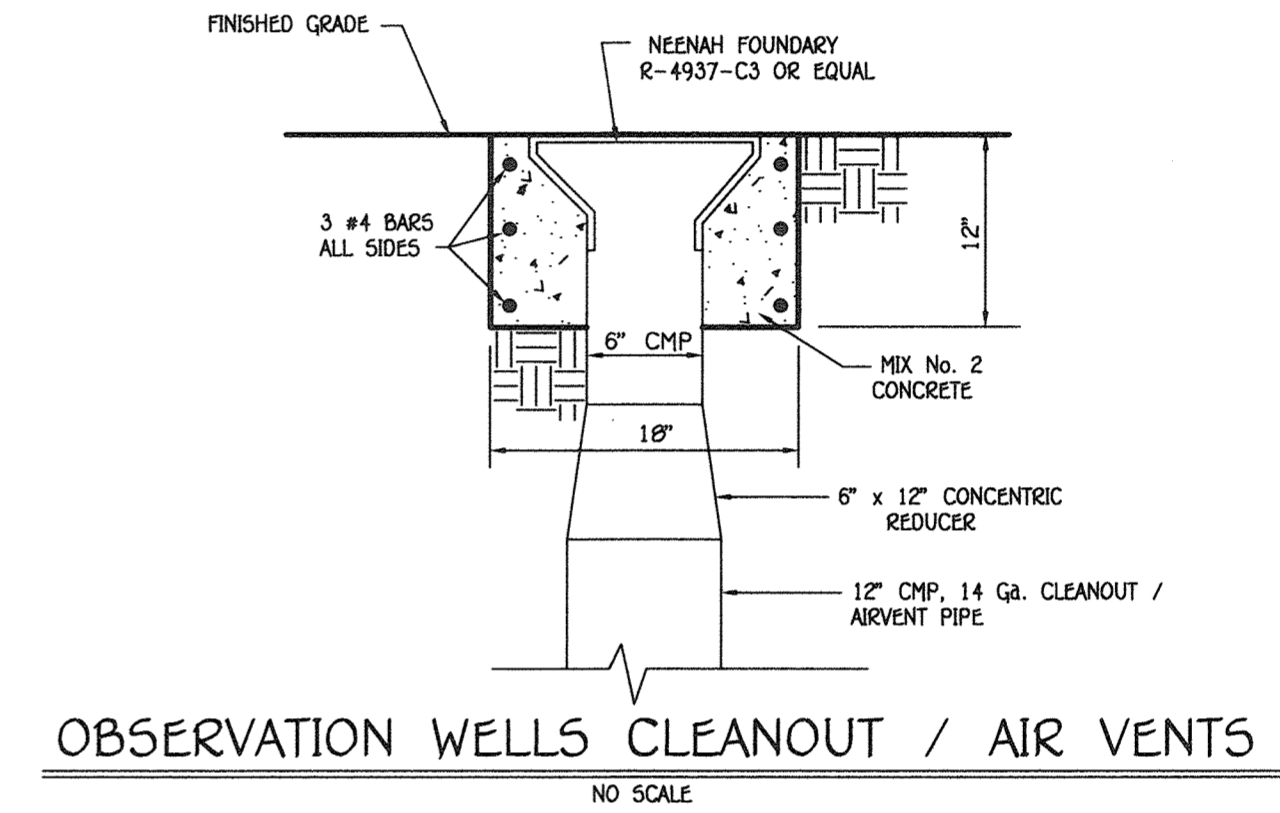 FINISHED GRADE
NEENAH FOUNDARY
R-4937-C3 OR EQUAL
3 #4 BARS
ALL SIDES
12"
6" CMP
MIX No. 2
CONCRETE
18"
6" x 12" CONCENTRIC
REDUCER
12" CMP, 14 Ga. CLEANOUT /
AIRVENT PIPE
OBSERVATION WELLS CLEANOUT / AIR VENTS
NO SCALE